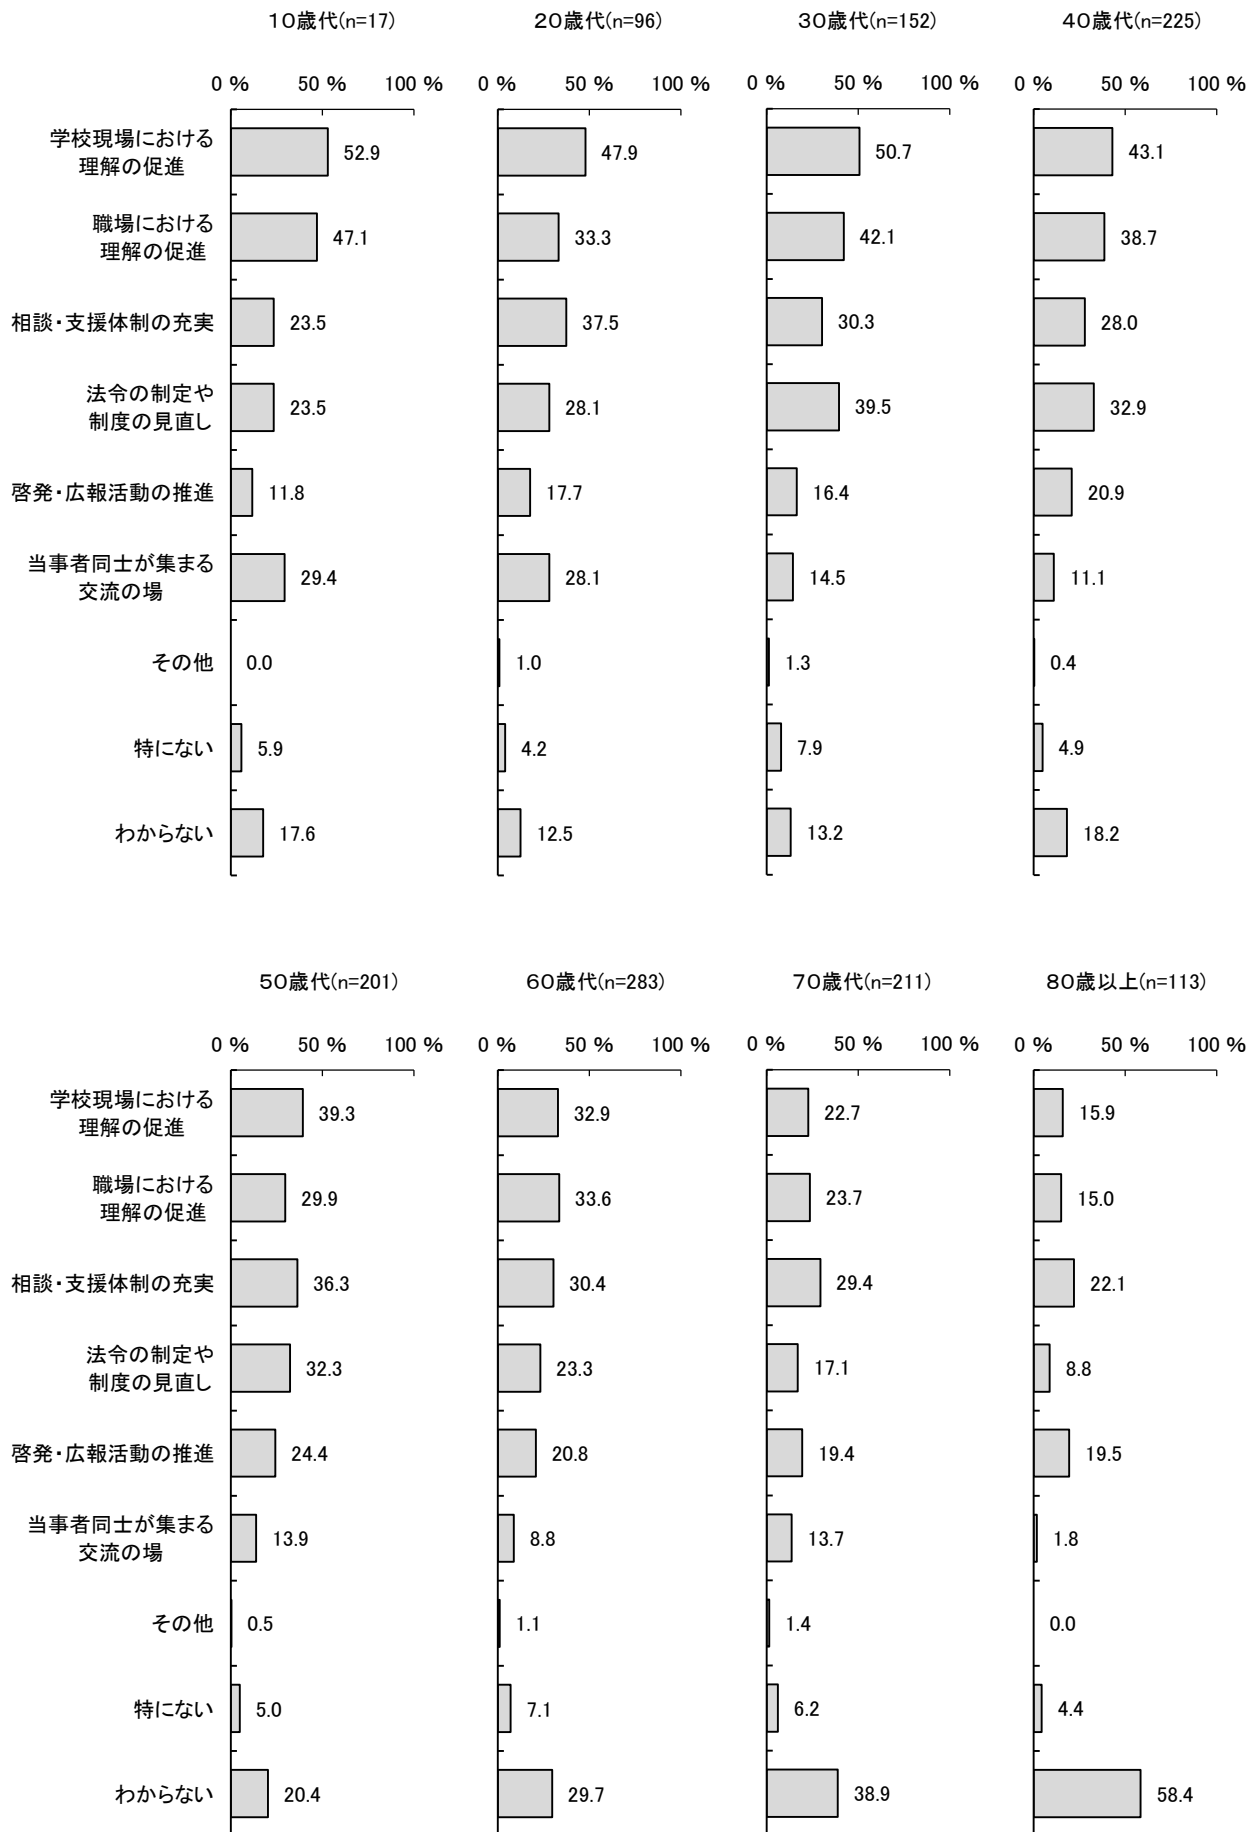 10歳代(n=17)
20歳代(n=96)
30歳代(n=152)
40歳代(n=225)
0 % 50 % 100 %
0 % 50 % 100 %
0 % 50 % 100 %
0 % 50 % 100 %
学校現場における
理解の促進
52.9 47.9 50.7 43.1
職場における
理解の促進
47.1 33.3 42.1 38.7
相談・支援体制の充実 23.5 37.5 30.3 28.0
法令の制定や
制度の見直し
23.5 28.1 39.5 32.9
啓発・広報活動の推進 11.8 17.7 16.4 20.9
当事者同士が集まる
交流の場
29.4 28.1 14.5 11.1
その他 0.0 1.0 1.3 0.4
特にない 5.9 4.2 7.9 4.9
わからない 17.6 12.5 13.2 18.2
50歳代(n=201)
60歳代(n=283)
70歳代(n=211)
80歳以上(n=113)
0 % 50 % 100 %
0 % 50 % 100 %
0 % 50 % 100 %
0 % 50 % 100 %
学校現場における
理解の促進
39.3 32.9 22.7 15.9
職場における
理解の促進
29.9 33.6 23.7 15.0
相談・支援体制の充実 36.3 30.4 29.4 22.1
法令の制定や
制度の見直し
32.3 23.3 17.1 8.8
啓発・広報活動の推進 24.4 20.8 19.4 19.5
当事者同士が集まる
交流の場
13.9 8.8 13.7 1.8
その他 0.5 1.1 1.4 0.0
特にない 5.0 7.1 6.2 4.4
わからない 20.4 29.7 38.9 58.4